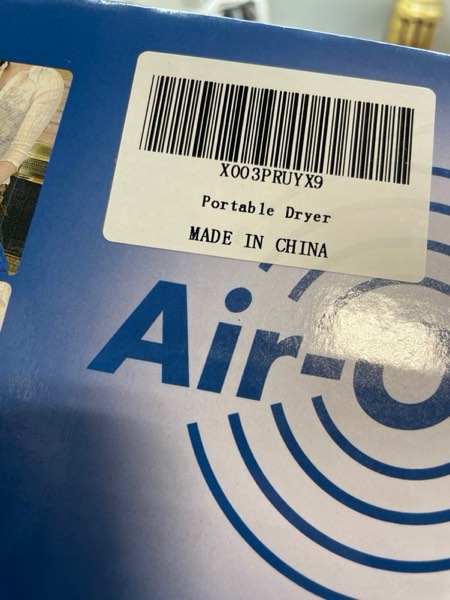 X003PRUYX9
Portable Dryer
MADE IN CHINA
Air-O